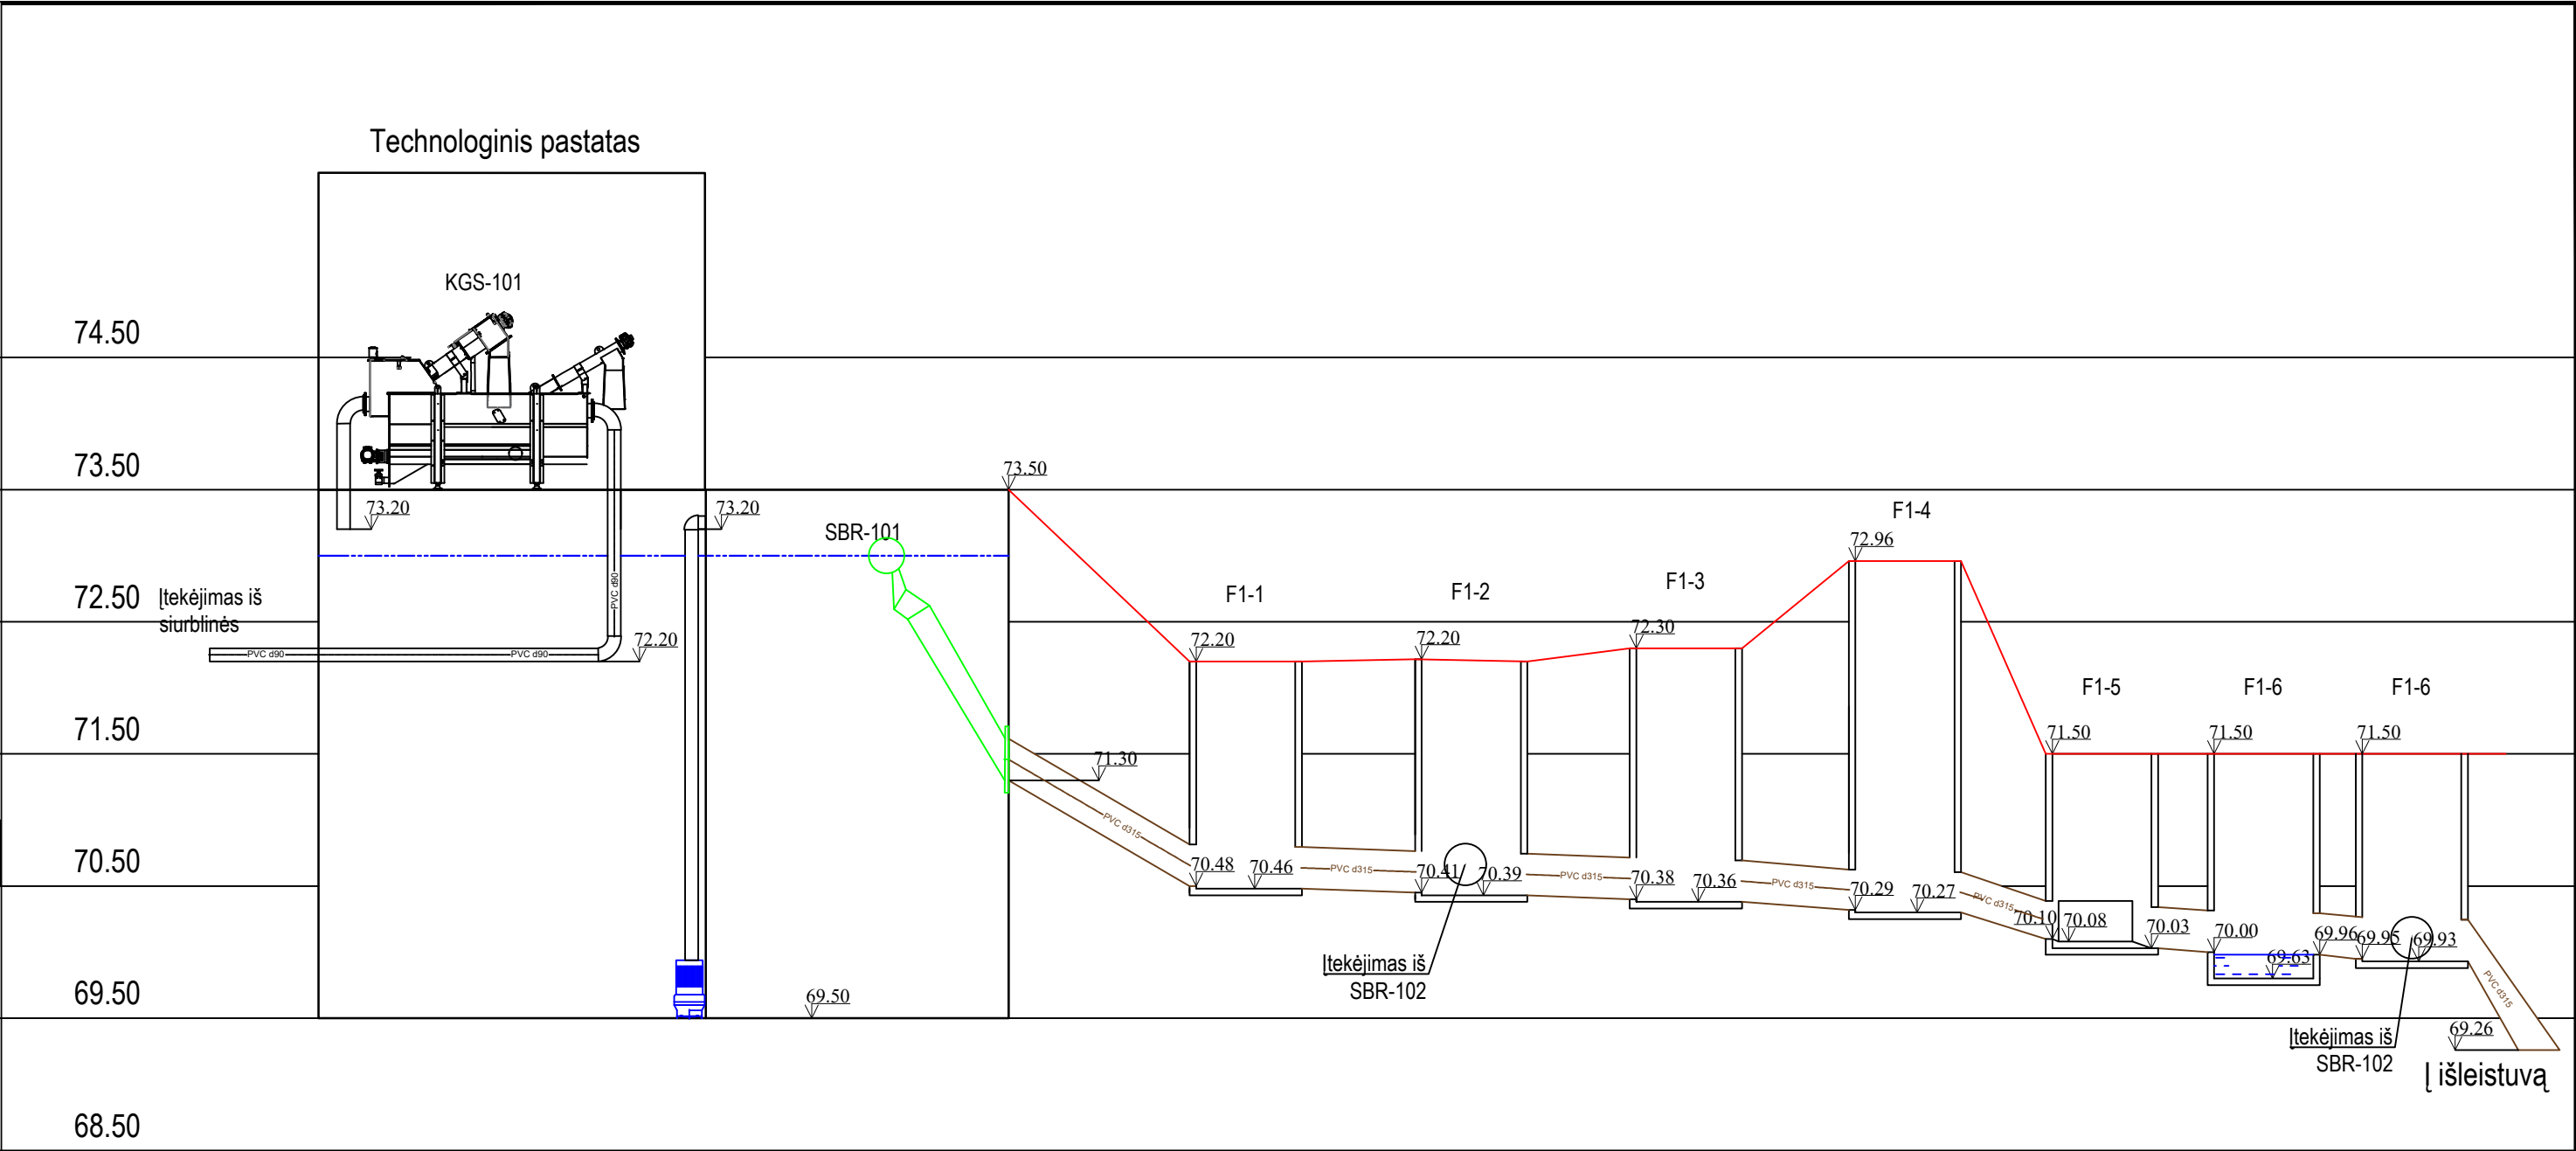 Technologinis pastatas
KGS-101
74.50
73.50
73.50
73.20
73.20
F1-4
SBR-101
72.96
72.50
Įtekėjimas iš
siurblinės
PVC d90
F1-1
F1-2
F1-3
72.20
PVC d90
PVC d90
72.20
72.20
72.30
F1-5
F1-6
F1-6
71.50
71.50
71.50
71.50
71.30
PVC d315
70.50
70.48
70.46
PVC d315
70.41
70.39
PVC d315
70.38
70.36
PVC d315
70.29
70.27
PVC d315
70.10
70.08
70.03
70.00
69.63
69.96
69.95
69.93
Įtekėjimas iš
SBR-102
69.50
69.50
PVC d315
69.26
Įtekėjimas iš
SBR-102
Į išleistuvą
68.50